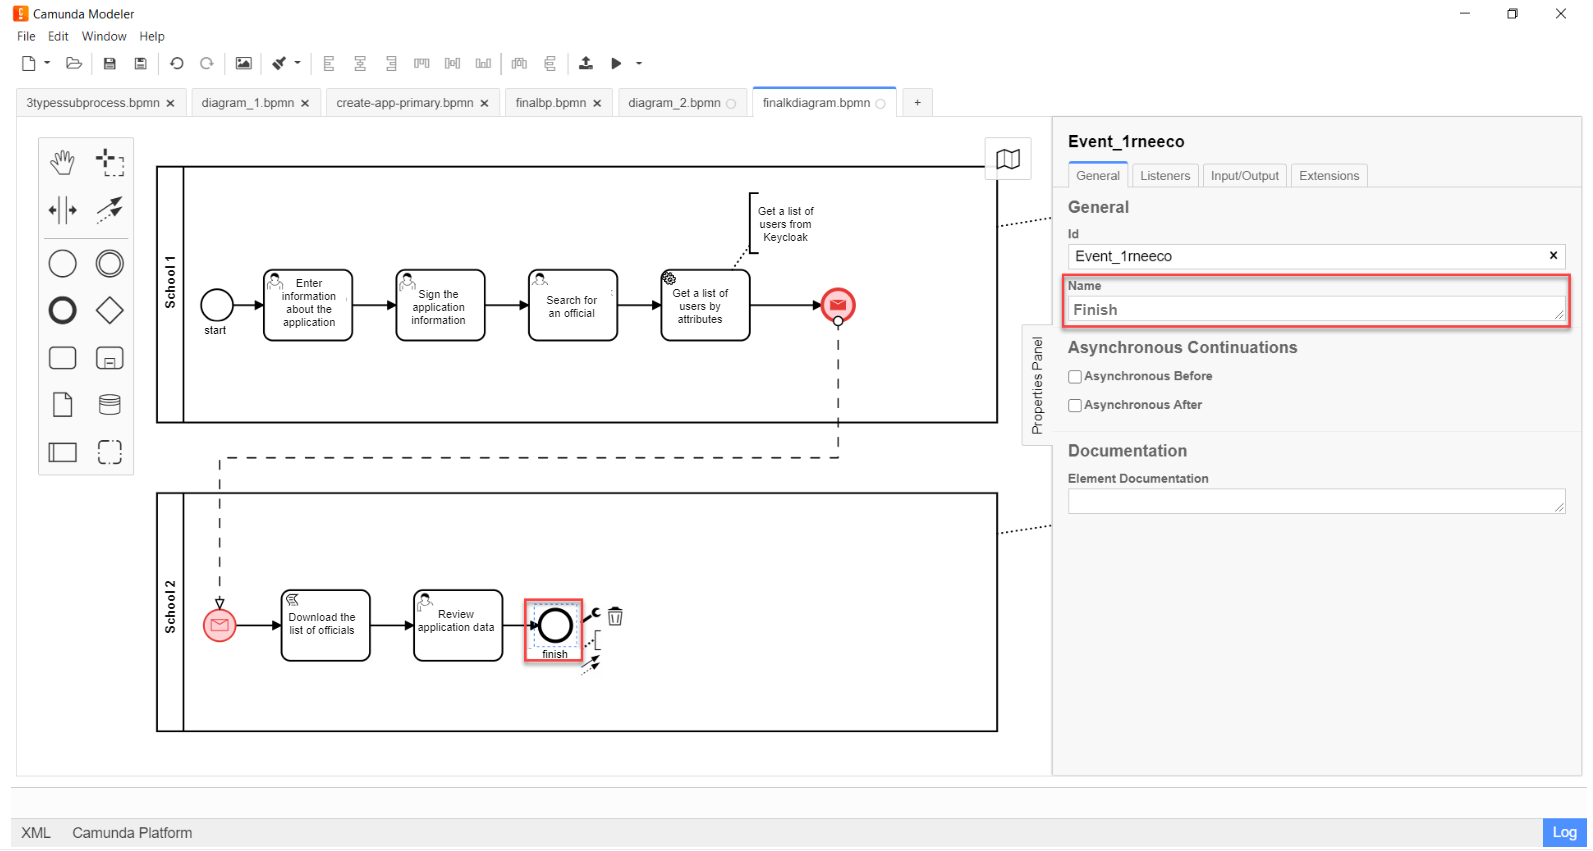 Camunda Modeler
File Edit Window Help
3typessubprocess.bpmn
diagram_1.bpmn
create-app-primary.bpmn
finalbp.bpmn
diagram_2.bpmn
finalkdiagram.bpmn
+
School 1
start
Enter
information
about the
application
Sign the
application
information
Search for
an official
Get a list of
users by
attributes
Get a list of
users from
Keycloak
School 2
Download the
list of officials
Review
application data
finish
Properties Panel
Event_1rneeco
General
Listeners
Input/Output
Extensions
General
Id
Event_1rneeco
Name
Finish
Asynchronous Continuations
Asynchronous Before
Asynchronous After
Documentation
Element Documentation
XML
Camunda Platform
Log